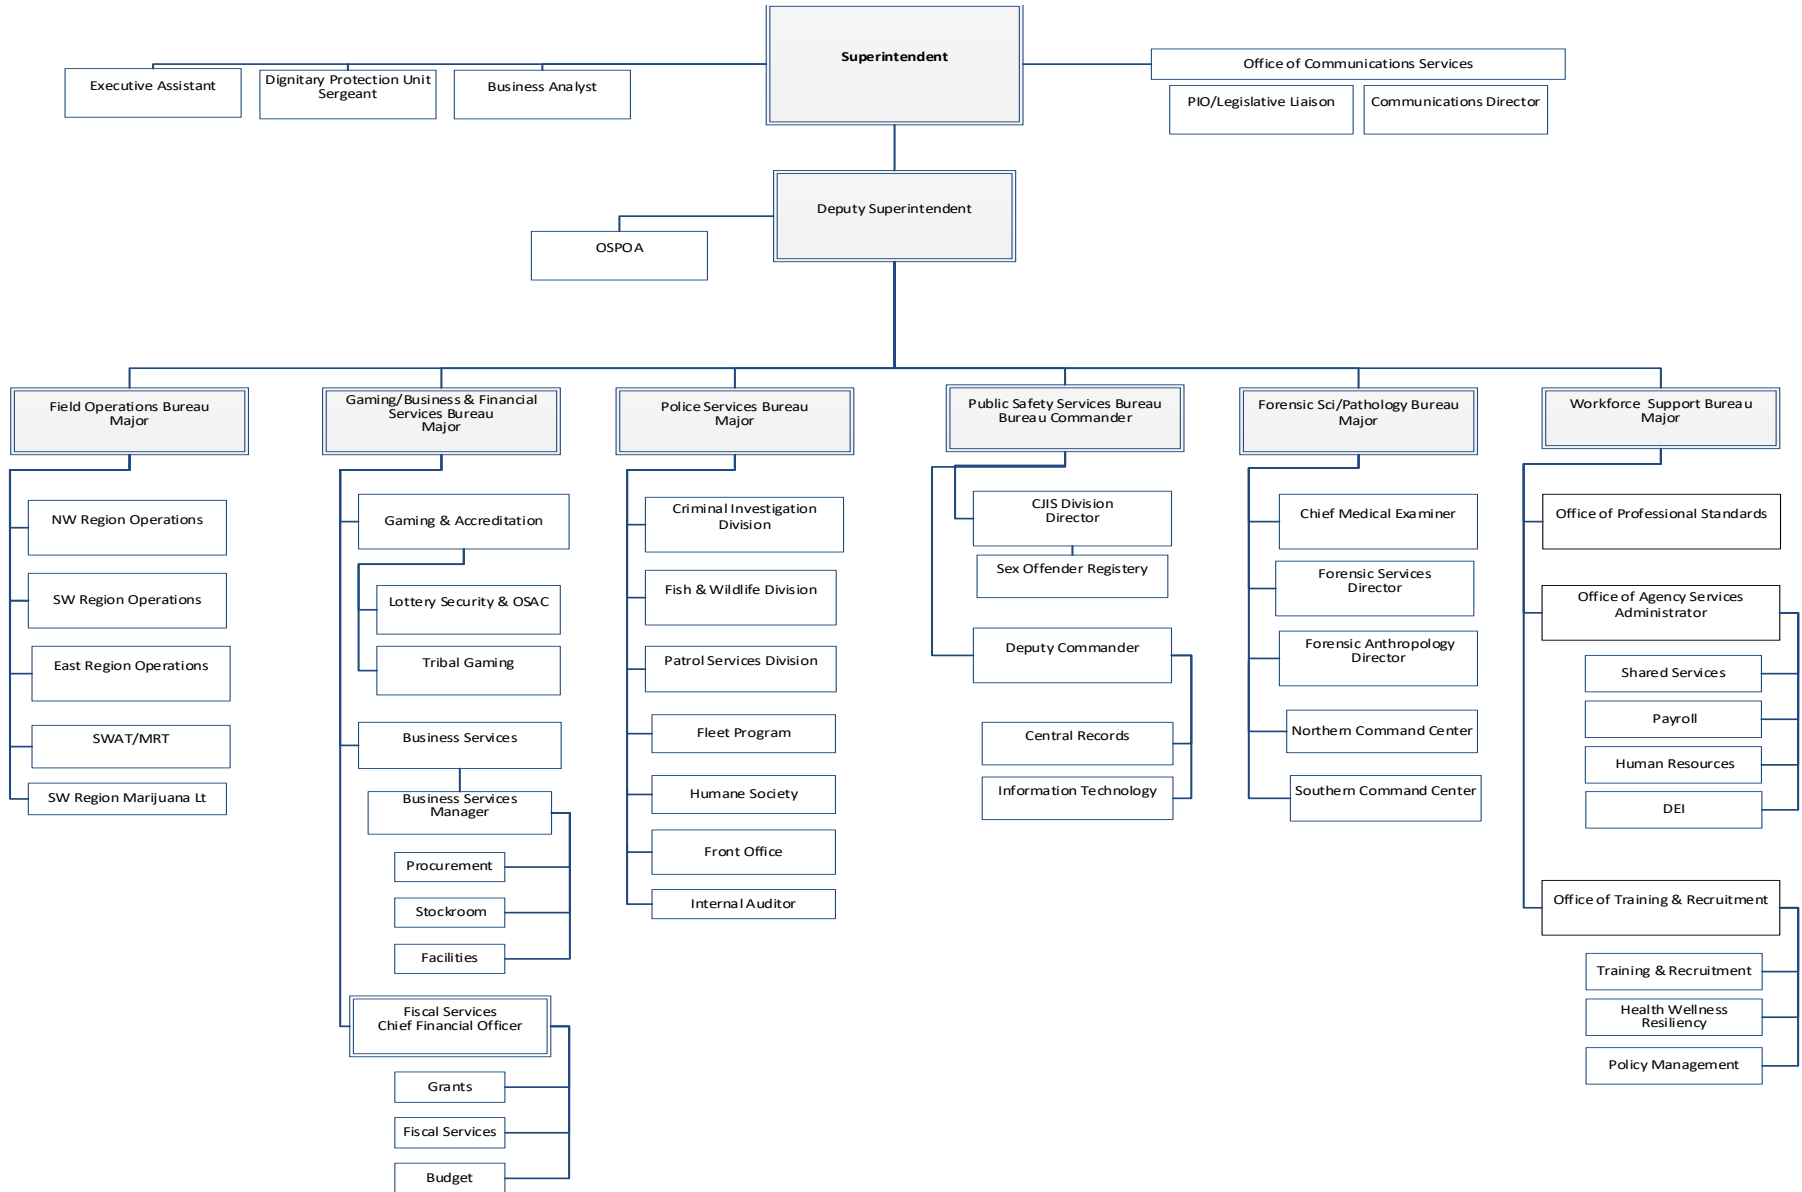 Superintendent
Executive Assistant
Dignitary Protection Unit
Sergeant
Business Analyst
Office of Communications Services
PIO/Legislative Liaison
Communications Director
Deputy Superintendent
OSPOA
Field Operations Bureau
Major
NW Region Operations
SW Region Operations
East Region Operations
SWAT/MRT
SW Region Marijuana Lt
Gaming/Business & Financial
Services Bureau
Major
Gaming & Accreditation
Lottery Security & OSAC
Tribal Gaming
Business Services
Business Services
Manager
Procurement
Stockroom
Facilities
Fiscal Services
Chief Financial Officer
Grants
Fiscal Services
Budget
Police Services Bureau
Major
Criminal Investigation
Division
Fish & Wildlife Division
Patrol Services Division
Fleet Program
Humane Society
Front Office
Internal Auditor
Public Safety Services Bureau
Bureau Commander
CJIS Division
Director
Sex Offender Registery
Deputy Commander
Central Records
Information Technology
Forensic Sci/Pathology Bureau
Major
Chief Medical Examiner
Forensic Services
Director
Forensic Anthropology
Director
Northern Command Center
Southern Command Center
Workforce Support Bureau
Major
Office of Professional Standards
Office of Agency Services
Administrator
Shared Services
Payroll
Human Resources
DEI
Office of Training & Recruitment
Training & Recruitment
Health Wellness
Resiliency
Policy Management